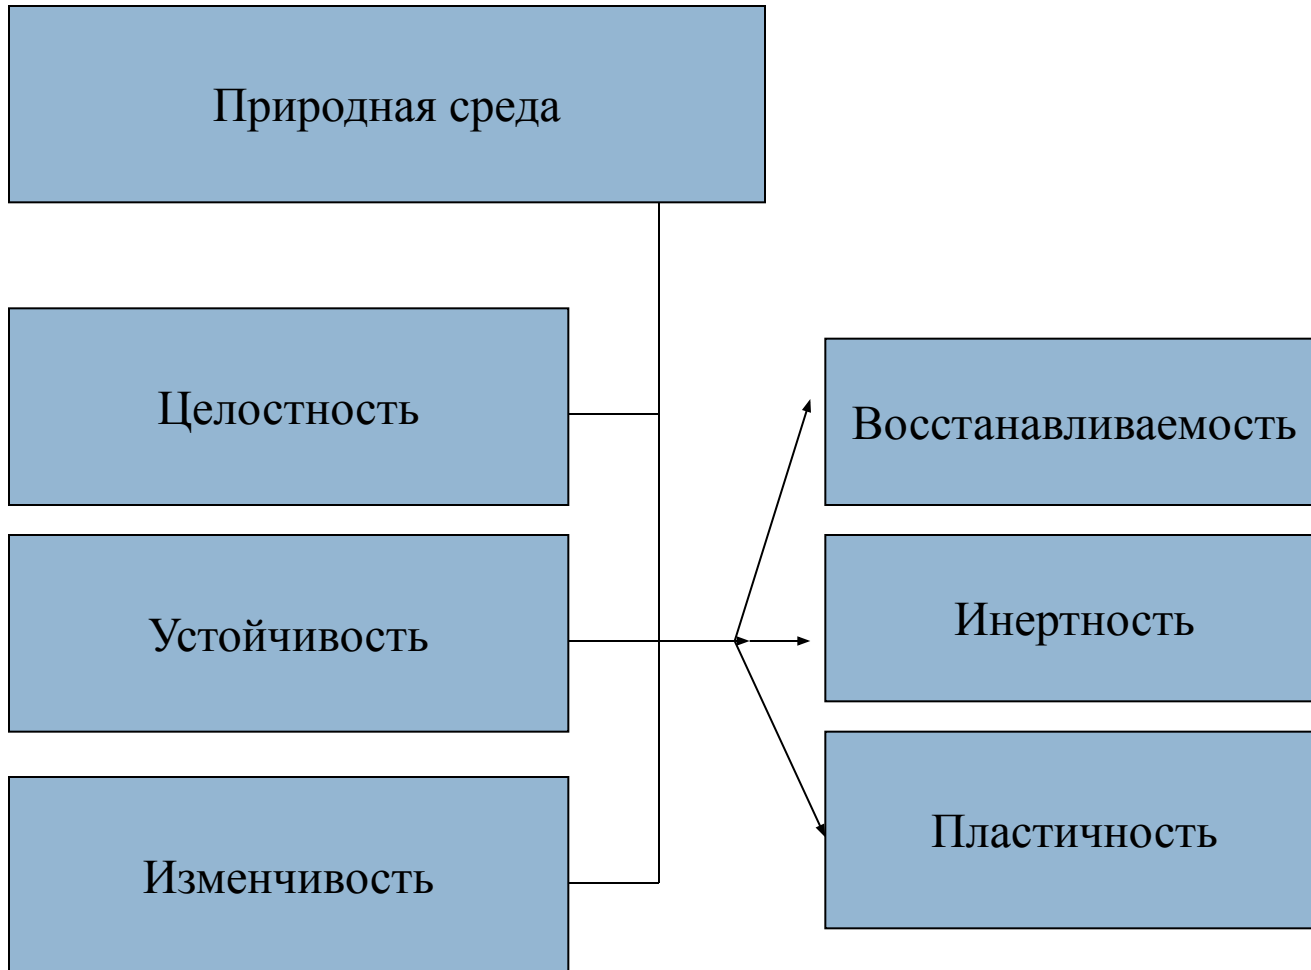 Природная среда
Целостность
Восстанавливаемость
Устойчивость
Инертность
Изменчивость
Пластичность